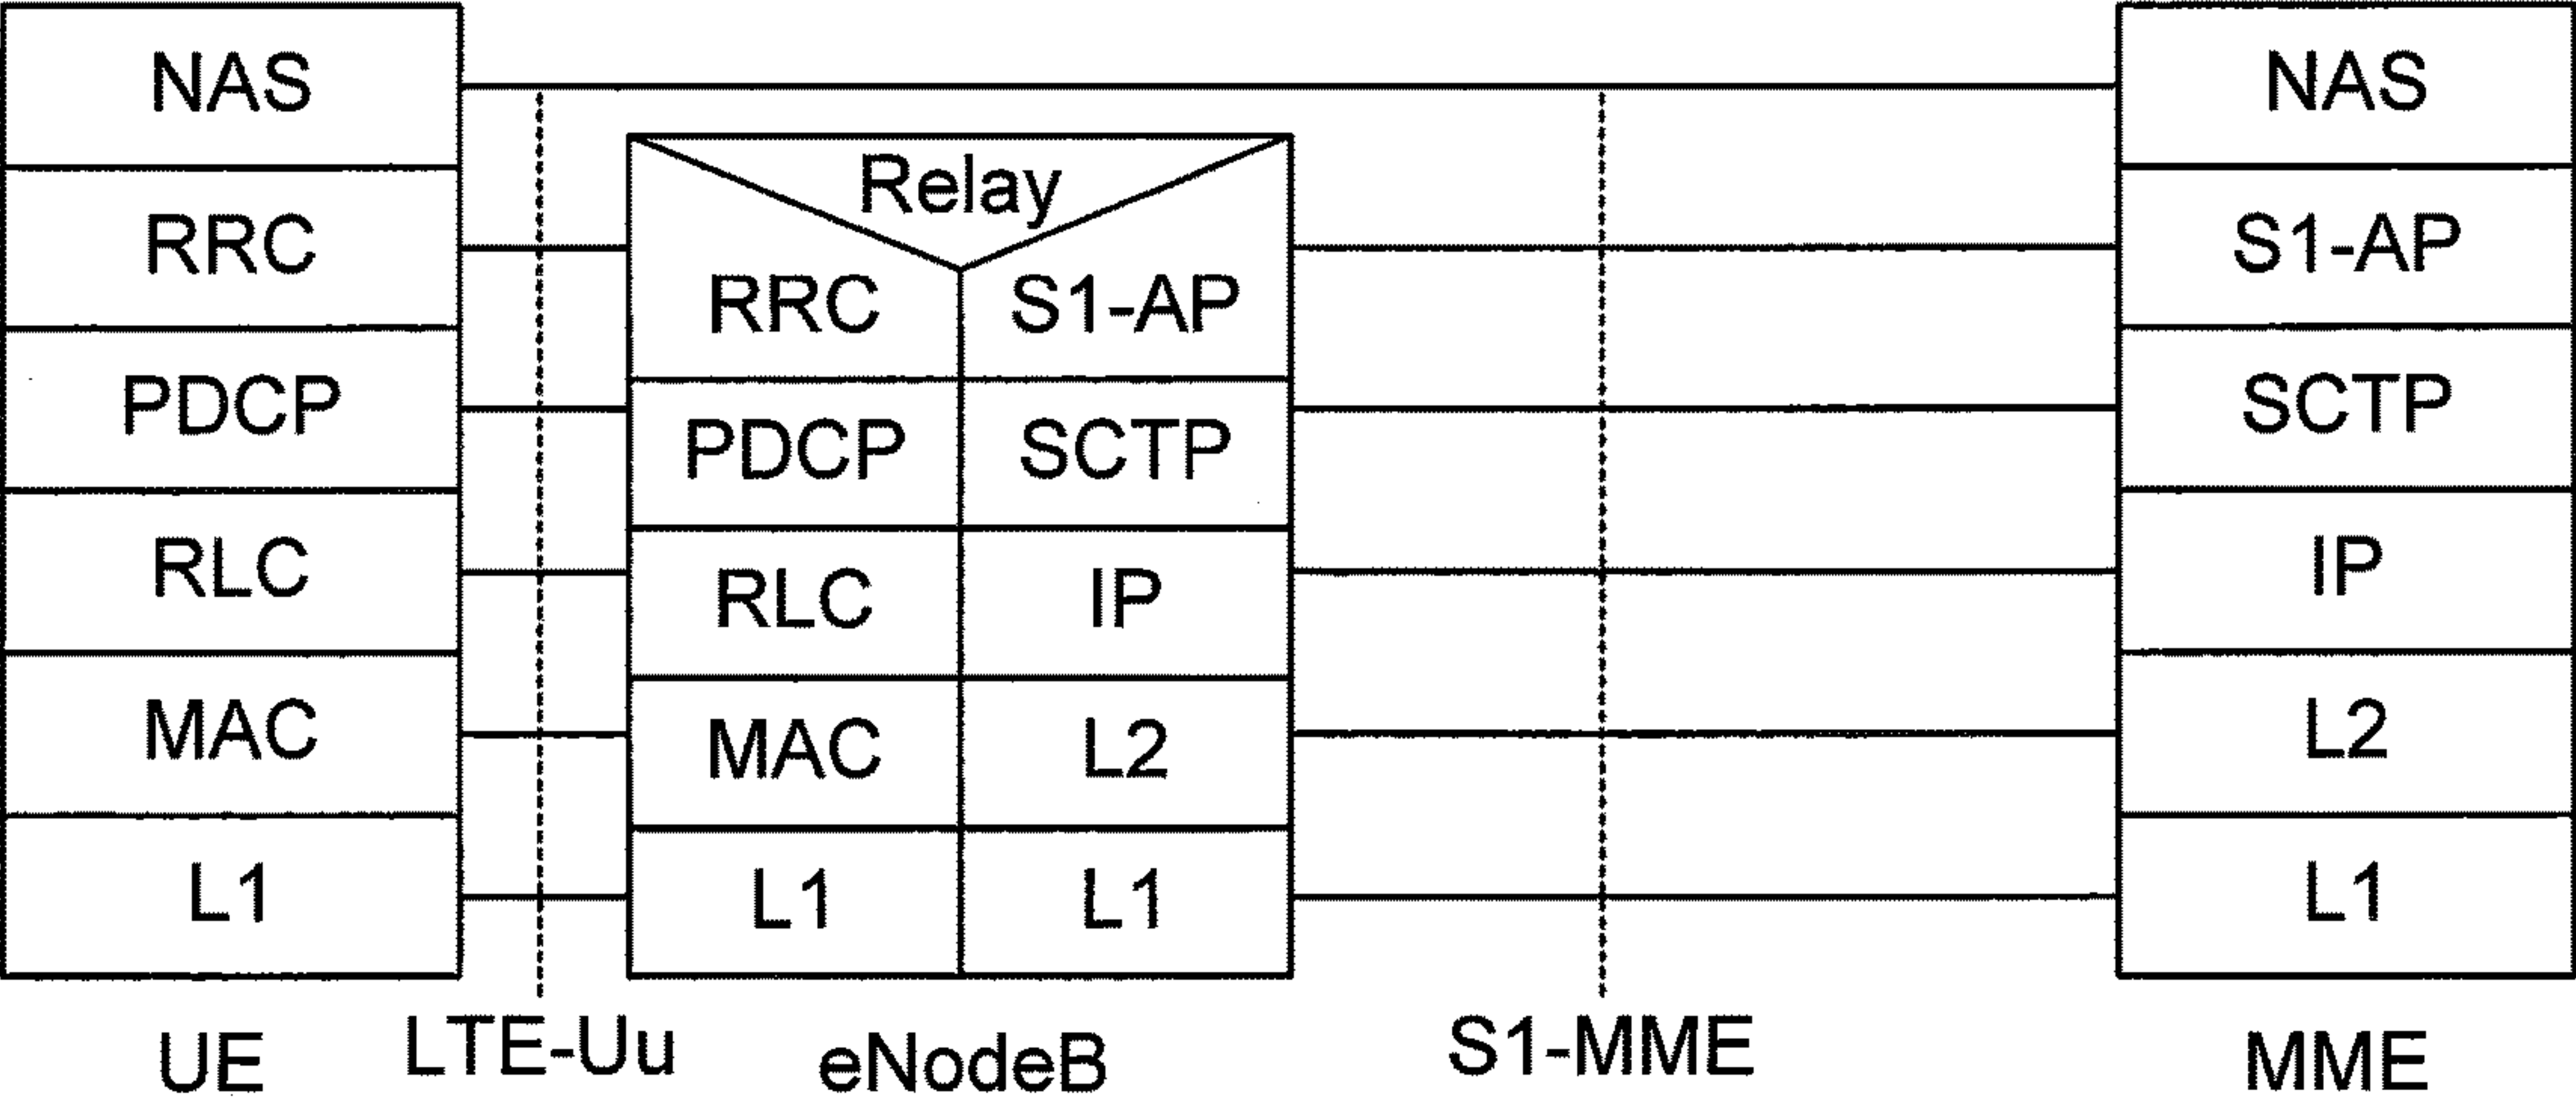 NAS
RRC
PDCP
RLC
MAC
L1
UE
LTE-Uu
Relay
RRC S1-AP
PDCP SCTP
RLC IP
MAC L2
L1 L1
eNodeB
S1-MME
NAS
S1-AP
SCTP
IP
L2
L1
MME